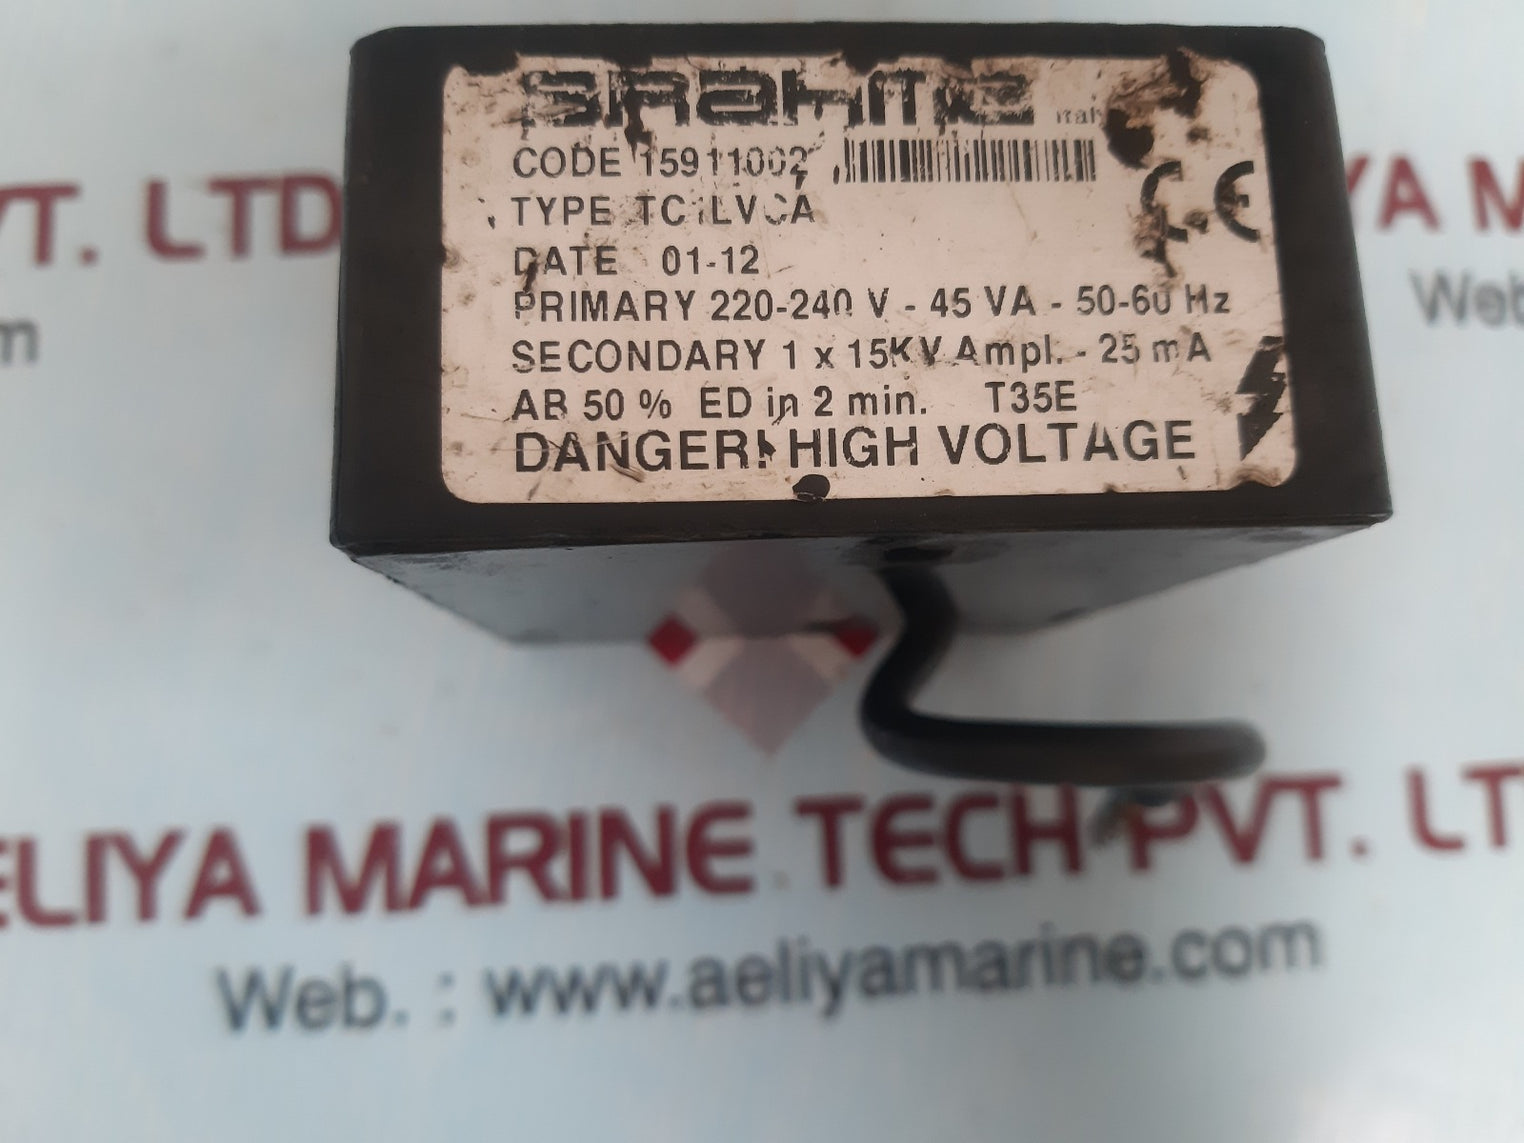 BRAHMA italy
CODE 15911002
TYPE TC1LVCA
DATE 01-12
PRIMARY 220-240 V - 45 VA - 50-60 Hz
SECONDARY 1 x 15KV Ampl. - 25 mA
AB 50 % ED in 2 min. T35E
DANGER! HIGH VOLTAGE
CE
VT. LTD
YA M
m
Web
ELIYA MARINE TECH PVT. LT
Web. : www.aeliyamarine.com